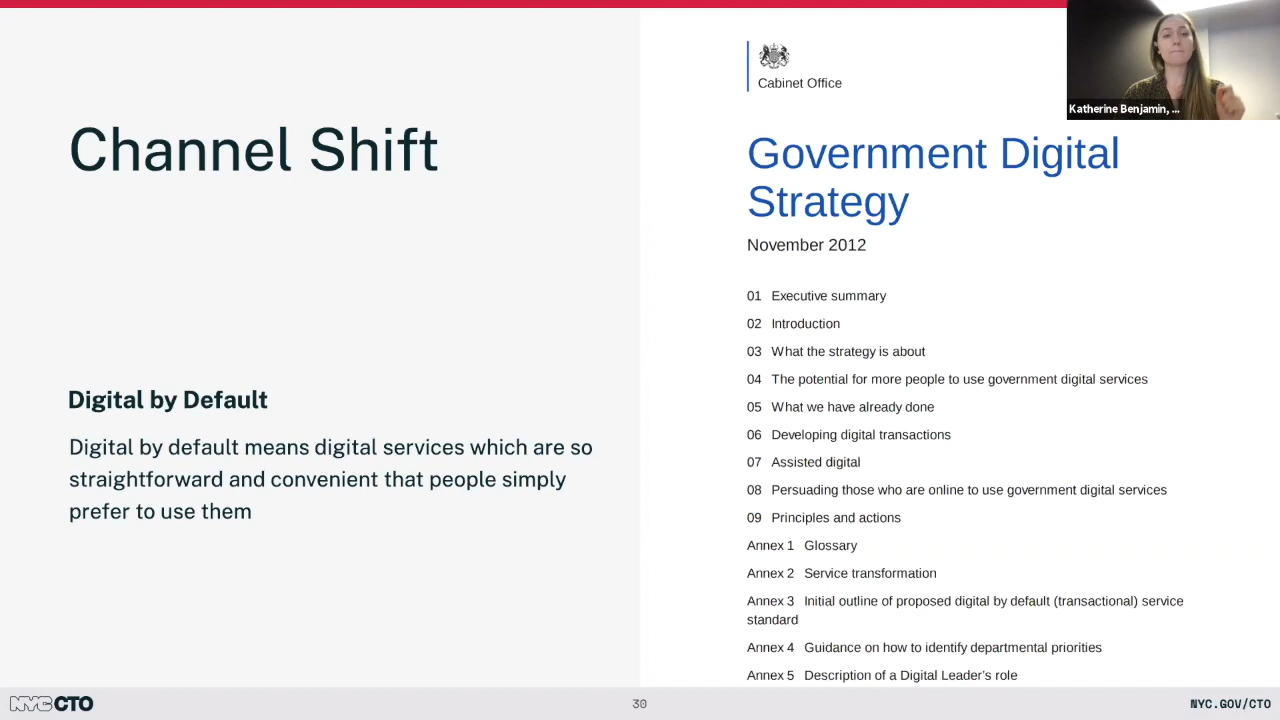 Channel Shift
Digital by Default
Digital by default means digital services which are so
straightforward and convenient that people simply
prefer to use them
Cabinet Office
Government Digital
Strategy
November 2012
01 Executive summary
02 Introduction
03 What the strategy is about
04 The potential for more people to use government digital services
05 What we have already done
06 Developing digital transactions
07 Assisted digital
08 Persuading those who are online to use government digital services
09 Principles and actions
Annex 1 Glossary
Annex 2 Service transformation
Annex 3 Initial outline of proposed digital by default (transactional) service
standard
Annex 4 Guidance on how to identify departmental priorities
Annex 5 Description of a Digital Leader’s role
Katherine Benjamin, ...
NYC CTO
30
NYC.GOV/CTO